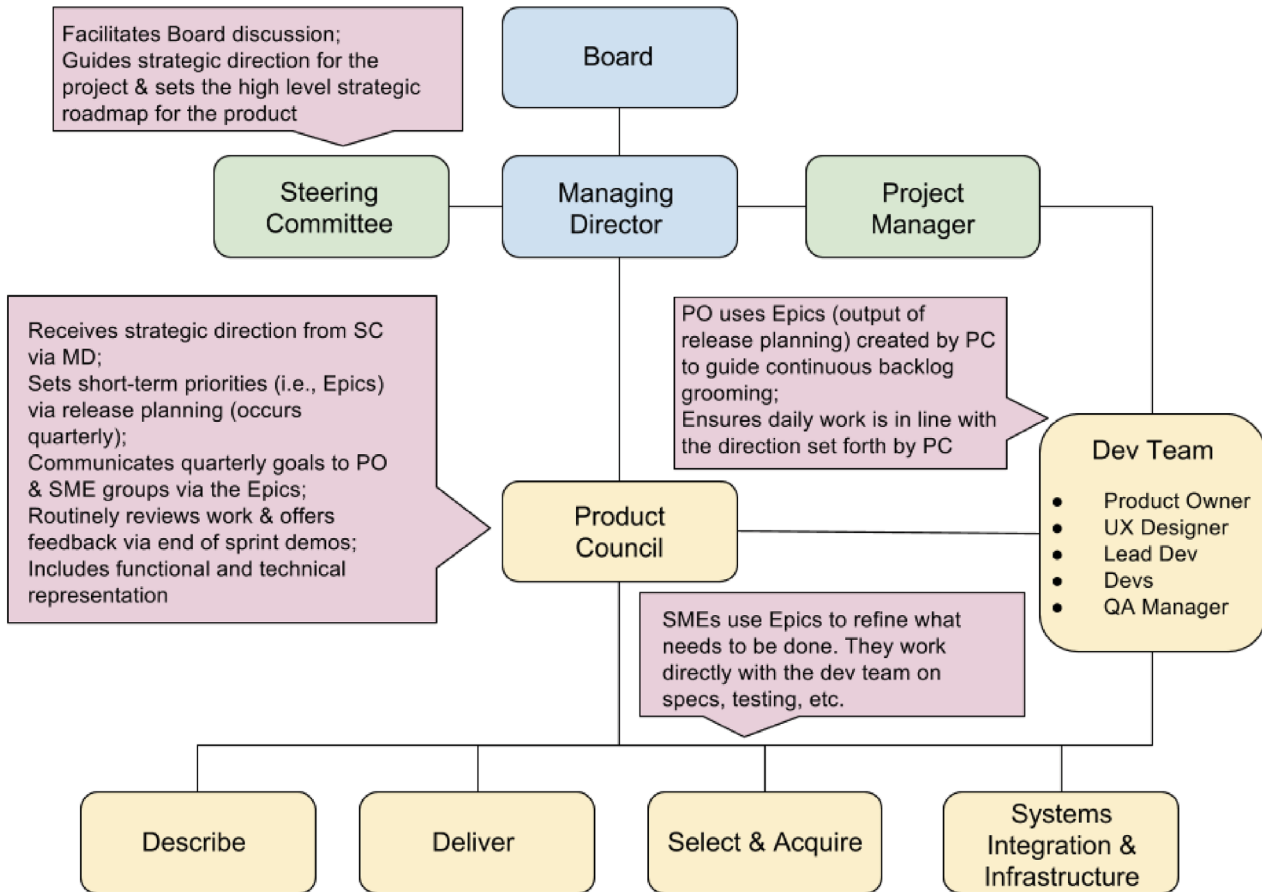 Facilitates Board discussion;
Guides strategic direction for the
project & sets the high level strategic
roadmap for the product
Board
Steering
Committee
Managing
Director
Project
Manager
Receives strategic direction from SC
via MD;
Sets short-term priorities (i.e., Epics)
via release planning (occurs
quarterly);
Communicates quarterly goals to PO
& SME groups via the Epics;
Routinely reviews work & offers
feedback via end of sprint demos;
Includes functional and technical
representation
PO uses Epics (output of
release planning) created by PC
to guide continuous backlog
grooming;
Ensures daily work is in line with
the direction set forth by PC
Product
Council
Dev Team
● Product Owner
● UX Designer
● Lead Dev
● Devs
● QA Manager
SMEs use Epics to refine what
needs to be done. They work
directly with the dev team on
specs, testing, etc.
Describe
Deliver
Select & Acquire
Systems
Integration &
Infrastructure